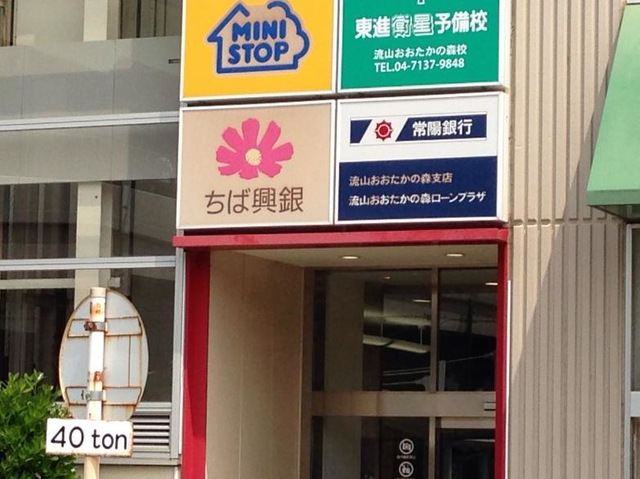 MINI
STOP
東進衛星予備校
流山おおたかの森校
TEL.04-7137-9848
ちば興銀
常陽銀行
流山おおたかの森支店
流山おおたかの森ローンプラザ
40 ton